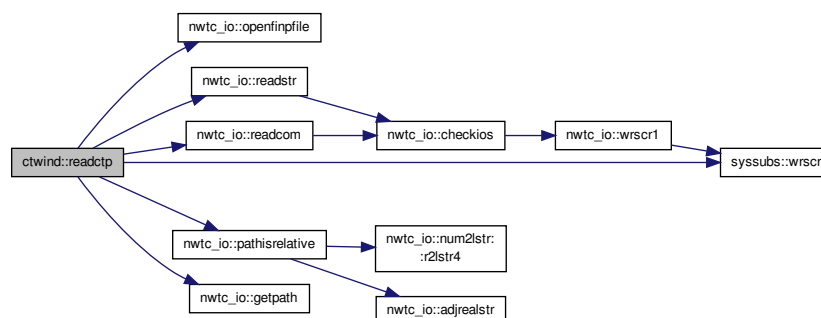 nwtc_io::openfinpfile
nwtc_io::readstr
nwtc_io::readcom
nwtc_io::checkios
nwtc_io::wrscr1
ctwind::readctp
syssubs::wrscr
nwtc_io::pathisrelative
nwtc_io::num2lstr:
:r2lstr4
nwtc_io::getpath
nwtc_io::adjrealstr